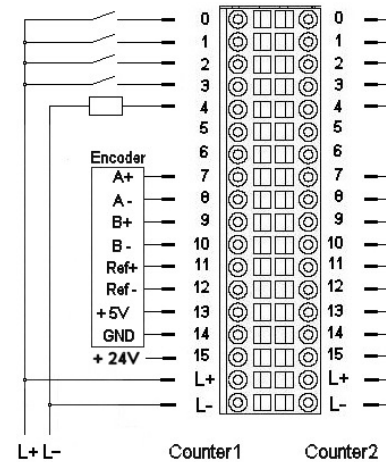 0 0
1 1
2 2
3 3
4 4
5 5
6 6
Encoder
A+ 7 7
A- 8 8
B+ 9 9
B- 10 10
Ref+ 11 11
Ref- 12 12
+5V 13 13
GND 14 14
+ 24V 15 15
L+ L+
L- L-
L+ L- Counter1 Counter2